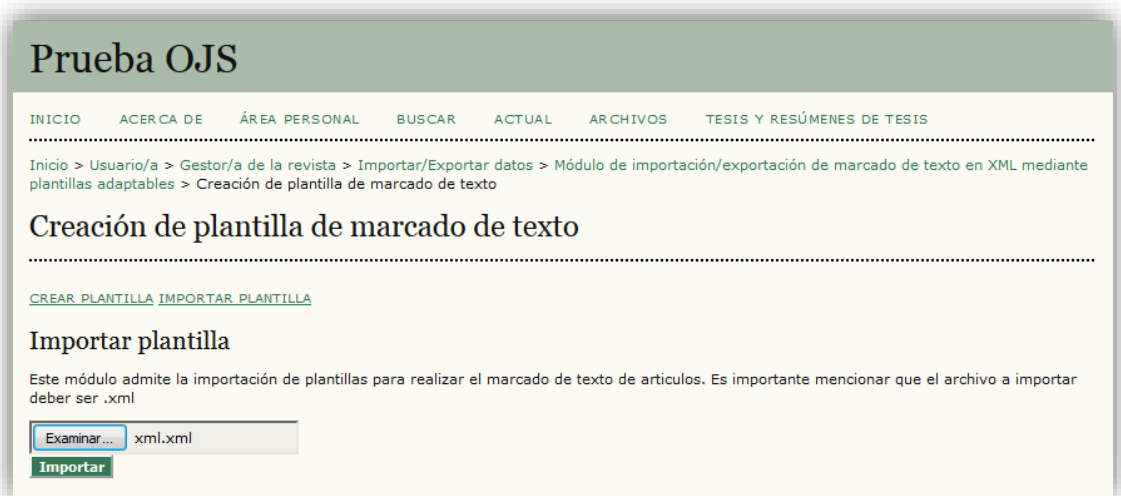 Prueba OJS
INICIO ACERCA DE ÁREA PERSONAL BUSCAR ACTUAL ARCHIVOS TESIS Y RESÚMENES DE TESIS
Inicio > Usuario/a > Gestor/a de la revista > Importar/Exportar datos > Módulo de importación/exportación de marcado de texto en XML mediante
plantillas adaptables > Creación de plantilla de marcado de texto
Creación de plantilla de marcado de texto
CREAR PLANTILLA IMPORTAR PLANTILLA
Importar plantilla
Este módulo admite la importación de plantillas para realizar el marcado de texto de articulos. Es importante mencionar que el archivo a importar
deber ser .xml
Examinar... xml.xml
Importar